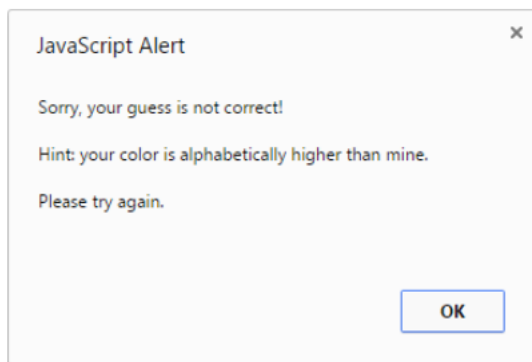 JavaScript Alert
Sorry, your guess is not correct!
Hint: your color is alphabetically higher than mine.
Please try again.
OK